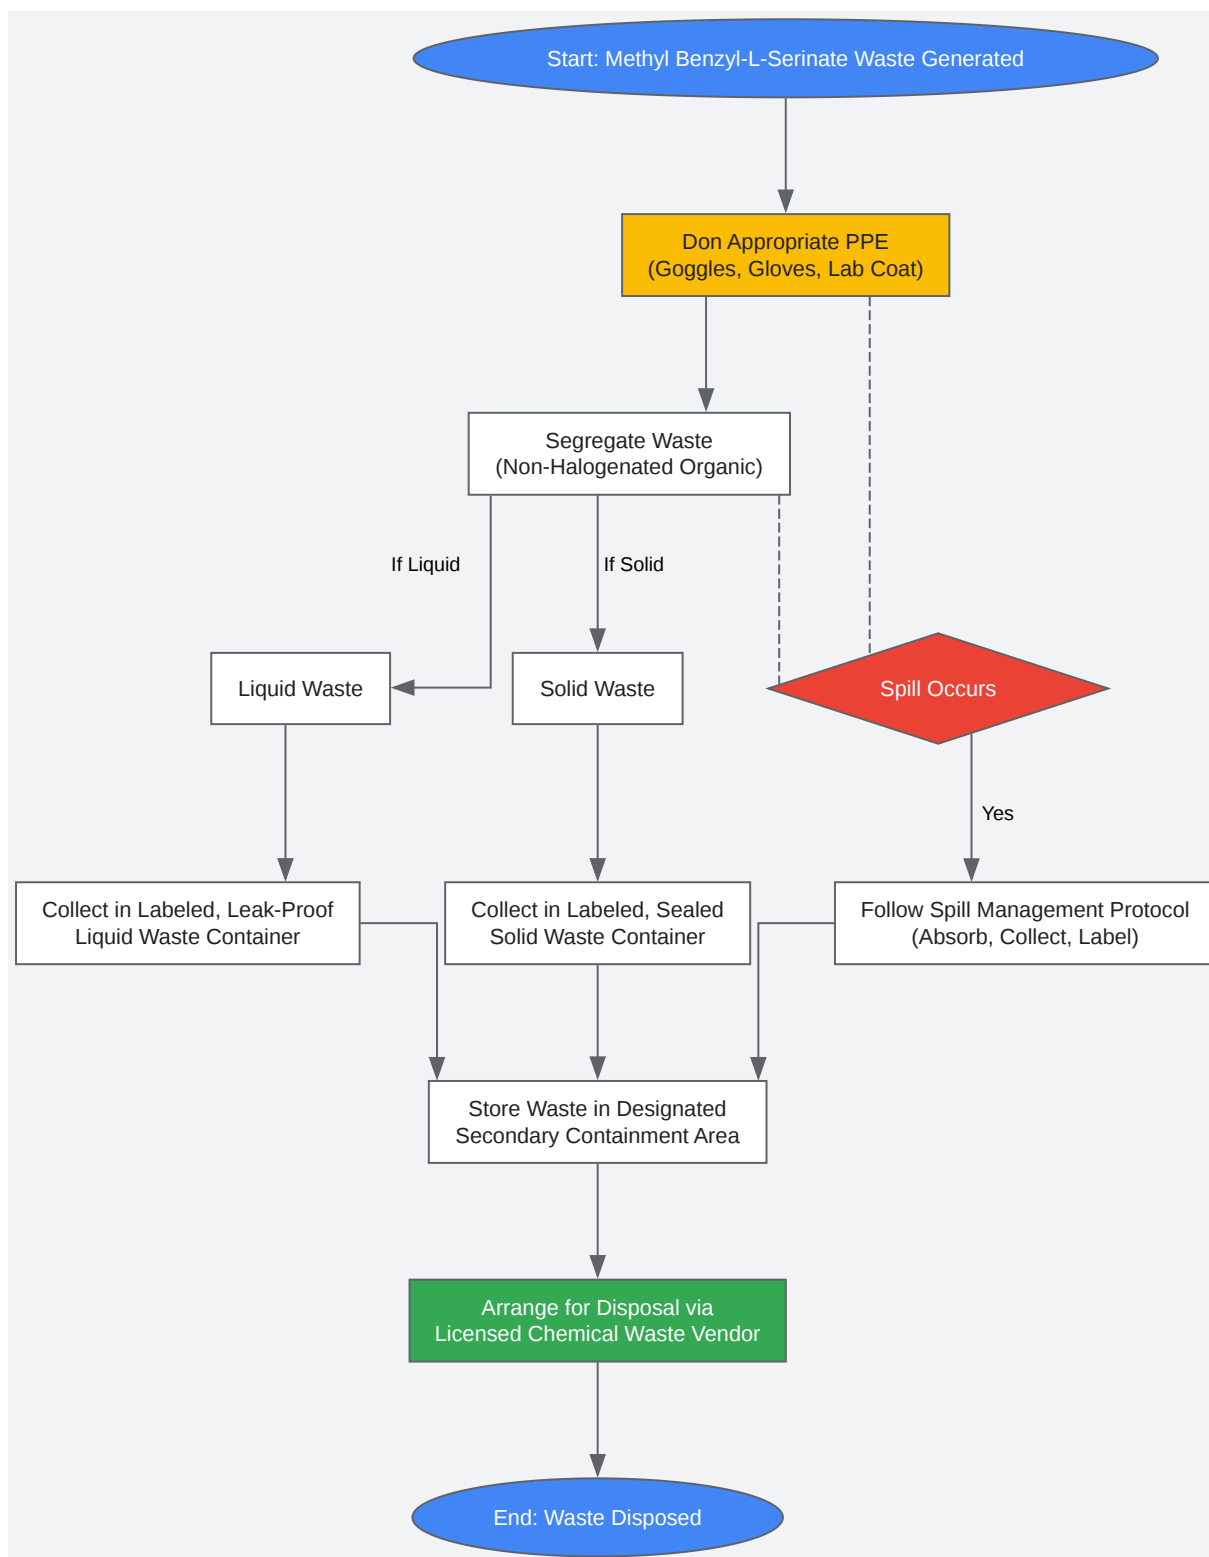 Start: Methyl Benzyl-L-Serinate Waste Generated
Don Appropriate PPE
(Goggles, Gloves, Lab Coat)
Segregate Waste
(Non-Halogenated Organic)
If Liquid
If Solid
Liquid Waste
Solid Waste
Spill Occurs
Yes
Collect in Labeled, Leak-Proof
Liquid Waste Container
Collect in Labeled, Sealed
Solid Waste Container
Follow Spill Management Protocol
(Absorb, Collect, Label)
Store Waste in Designated
Secondary Containment Area
Arrange for Disposal via
Licensed Chemical Waste Vendor
End: Waste Disposed